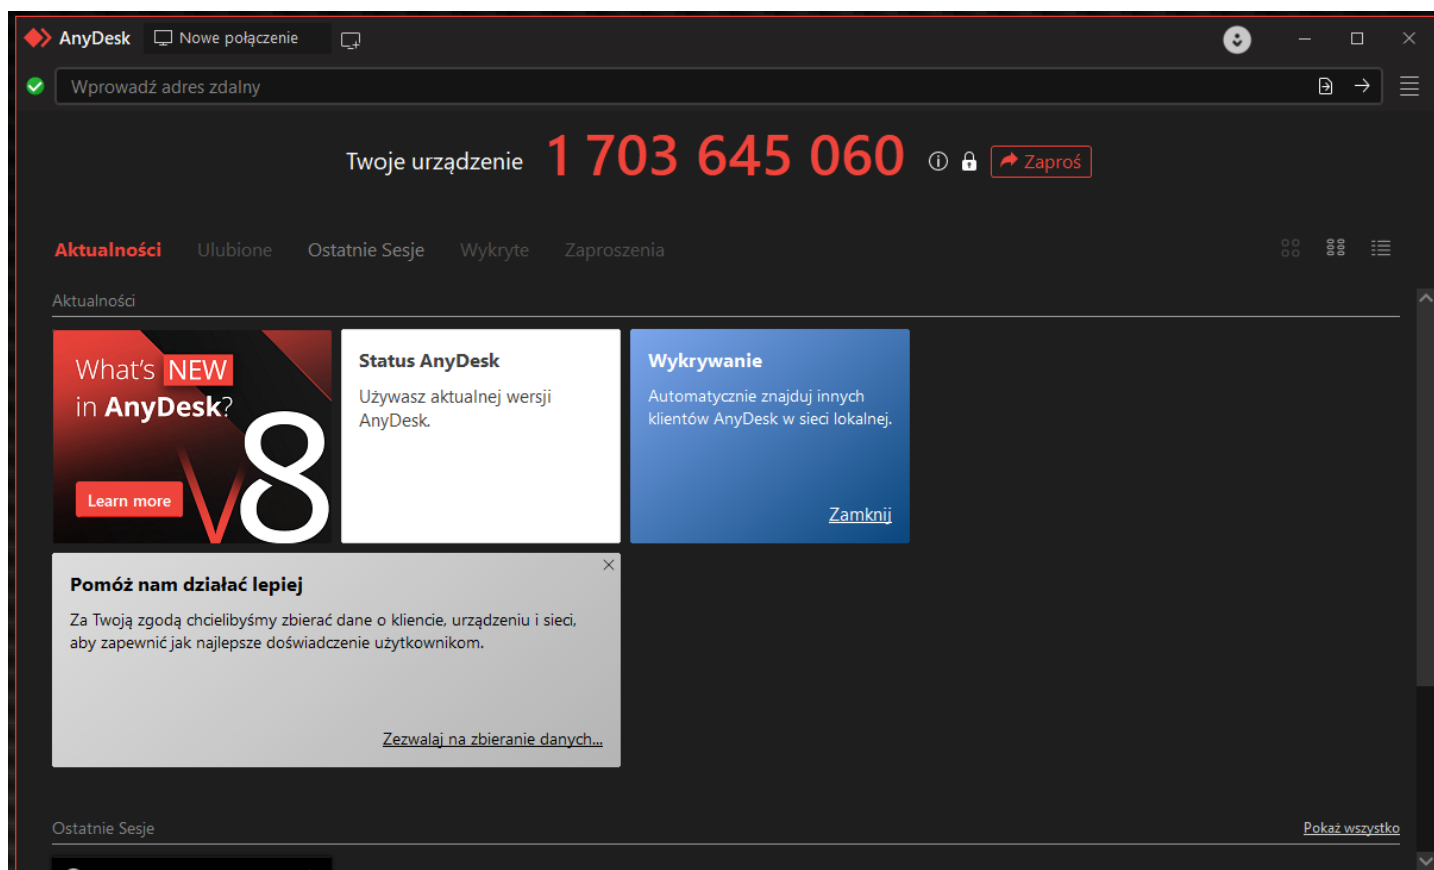 AnyDesk Nowe połączenie
Wprowadź adres zdalny
Twoje urządzenie 1 703 645 060 Zaproś
Aktualności Ulubione Ostatnie Sesje Wykryte Zaproszenia
Aktualności
What's NEW
in AnyDesk?
V8
Learn more
Status AnyDesk
Używasz aktualnej wersji
AnyDesk.
Wykrywanie
Automatycznie znajduj innych
klientów AnyDesk w sieci lokalnej.
Zamknij
Pomóż nam działać lepiej
Za Twoją zgodą chcielibyśmy zbierać dane o kliencie, urządzeniu i sieci,
aby zapewnić jak najlepsze doświadczenie użytkownikom.
Zezwalaj na zbieranie danych...
Ostatnie Sesje Pokaż wszystko